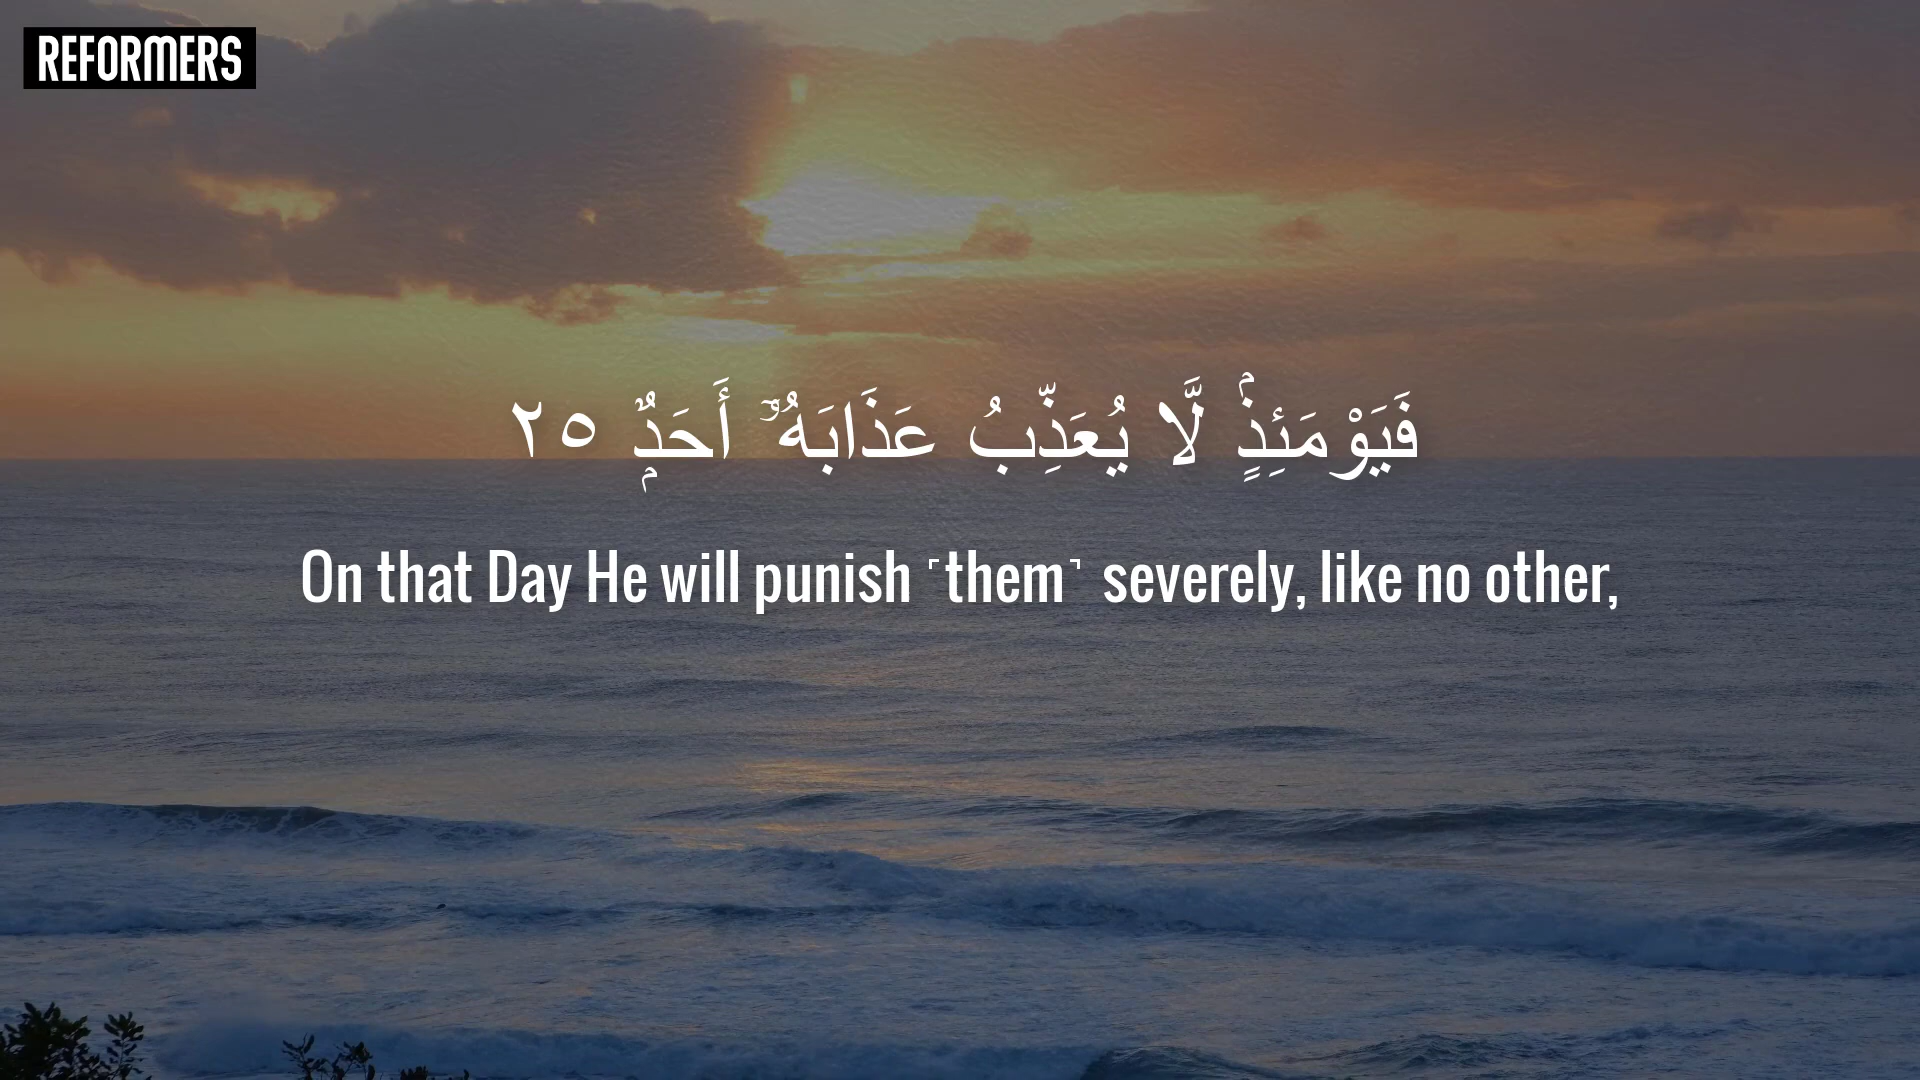 REFORMERS
فَيَوْمَئِذٍۢ لَّا يُعَذِّبُ عَذَابَهُۥٓ أَحَدٌۭ ٢٥
On that Day He will punish ˹them˺ severely, like no other,